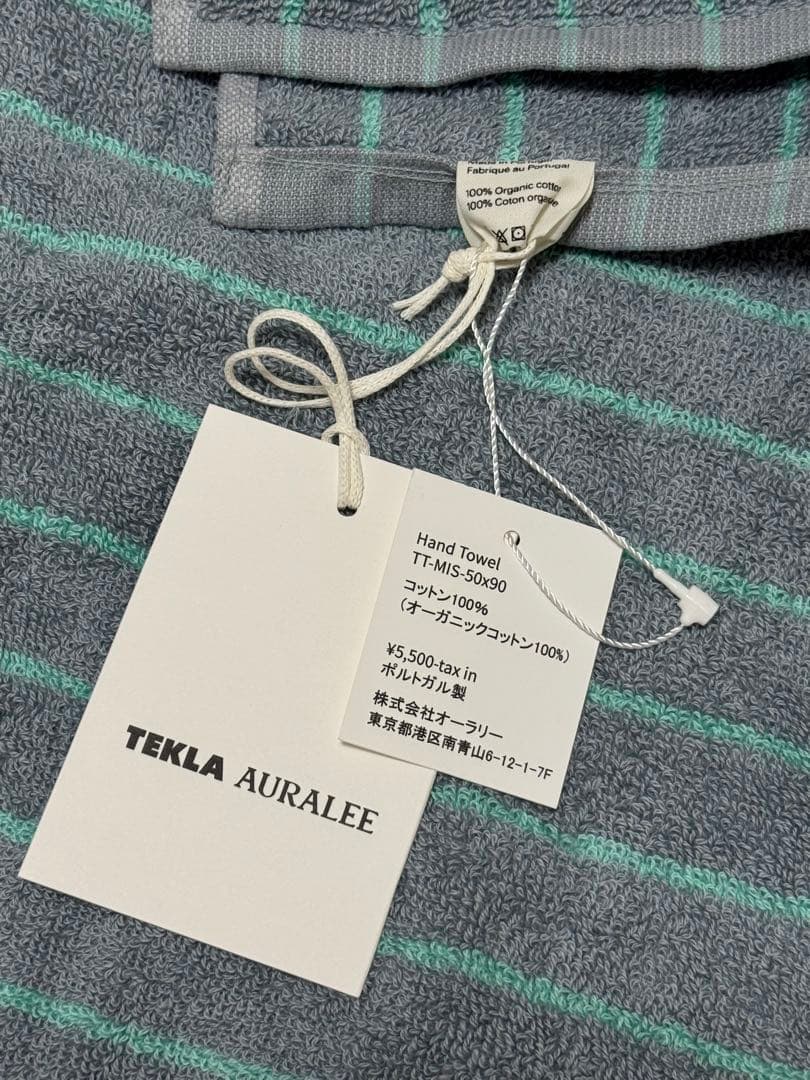 Fabriqué au Portugal
100% Organic cotton
100% Coton organ
TEKLA AURALEE
Hand Towel
TT-MIS-50x90
コットン100%
(オーガニックコットン100%)
¥5,500-tax in
ポルトガル製
株式会社オーラリー
東京都港区南青山6-12-1-7F